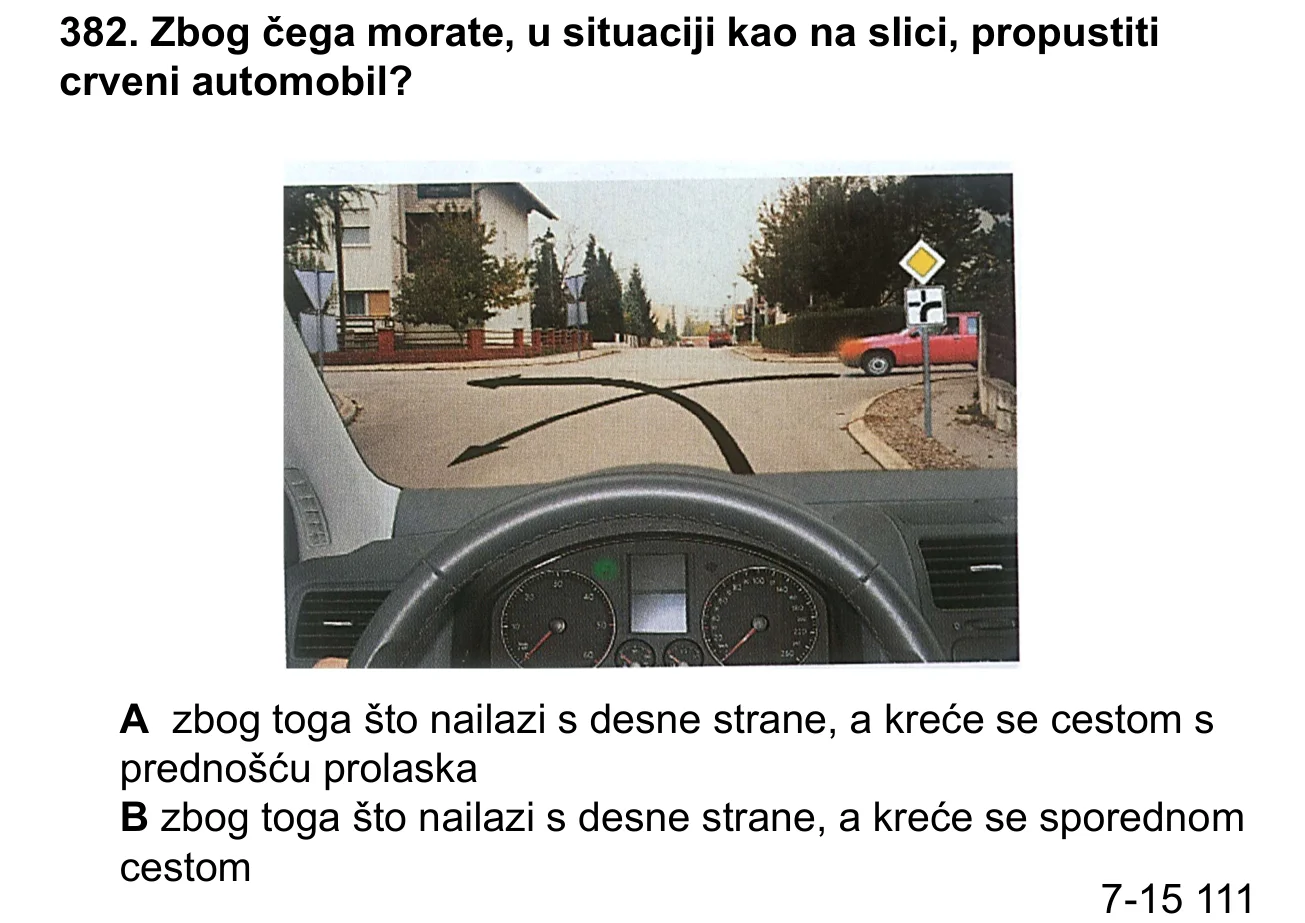 382. Zbog čega morate, u situaciji kao na slici, propustiti
crveni automobil?
A zbog toga što nailazi s desne strane, a kreće se cestom s
prednošću prolaska
B zbog toga što nailazi s desne strane, a kreće se sporednom
cestom
7-15 111